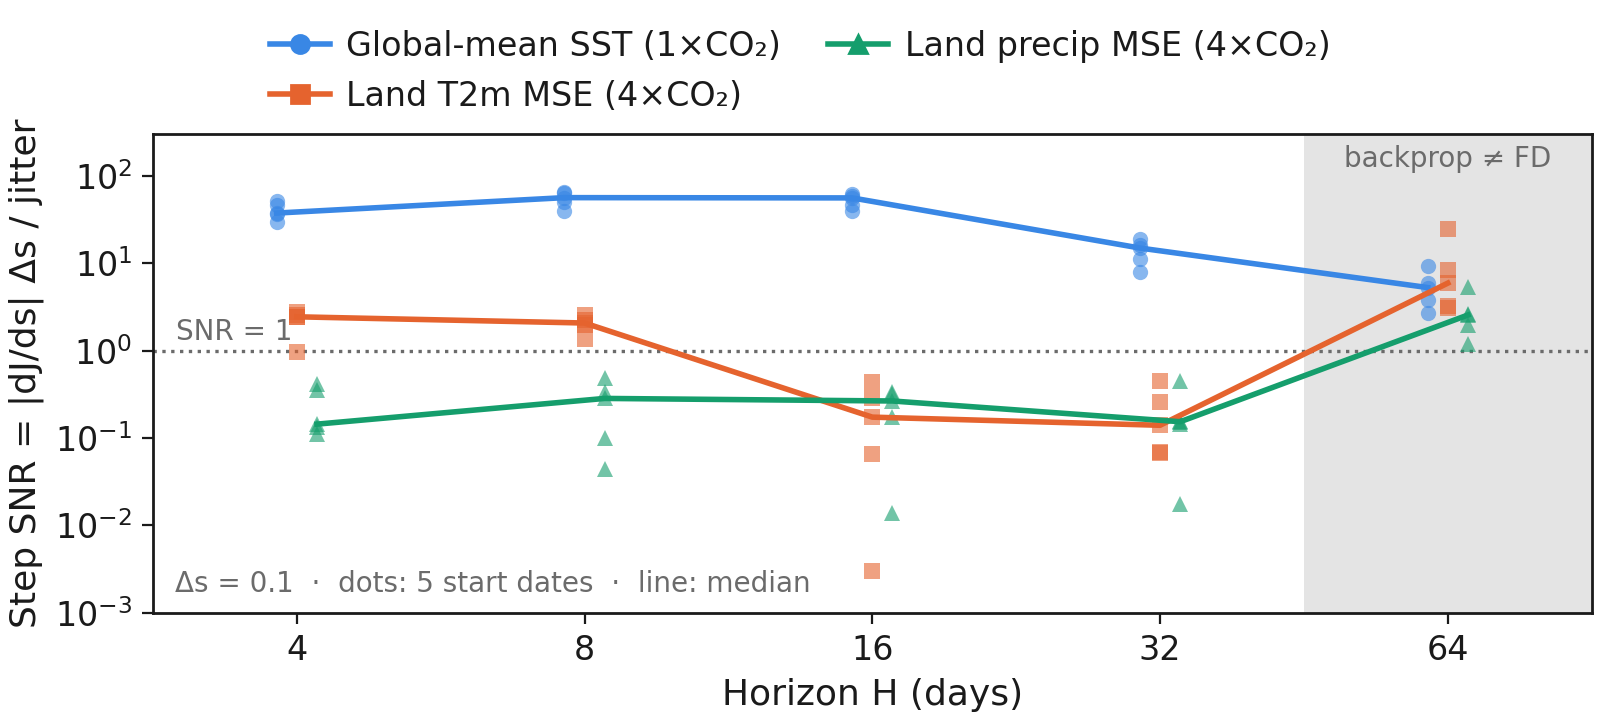 Global-mean SST (1×CO₂)
Land precip MSE (4×CO₂)
Land T2m MSE (4×CO₂)
Step SNR = |dJ/ds| Δs / jitter
10²
10¹
10⁰
10⁻¹
10⁻²
10⁻³
backprop ≠ FD
SNR = 1
Δs = 0.1 · dots: 5 start dates · line: median
4 8 16 32 64
Horizon H (days)